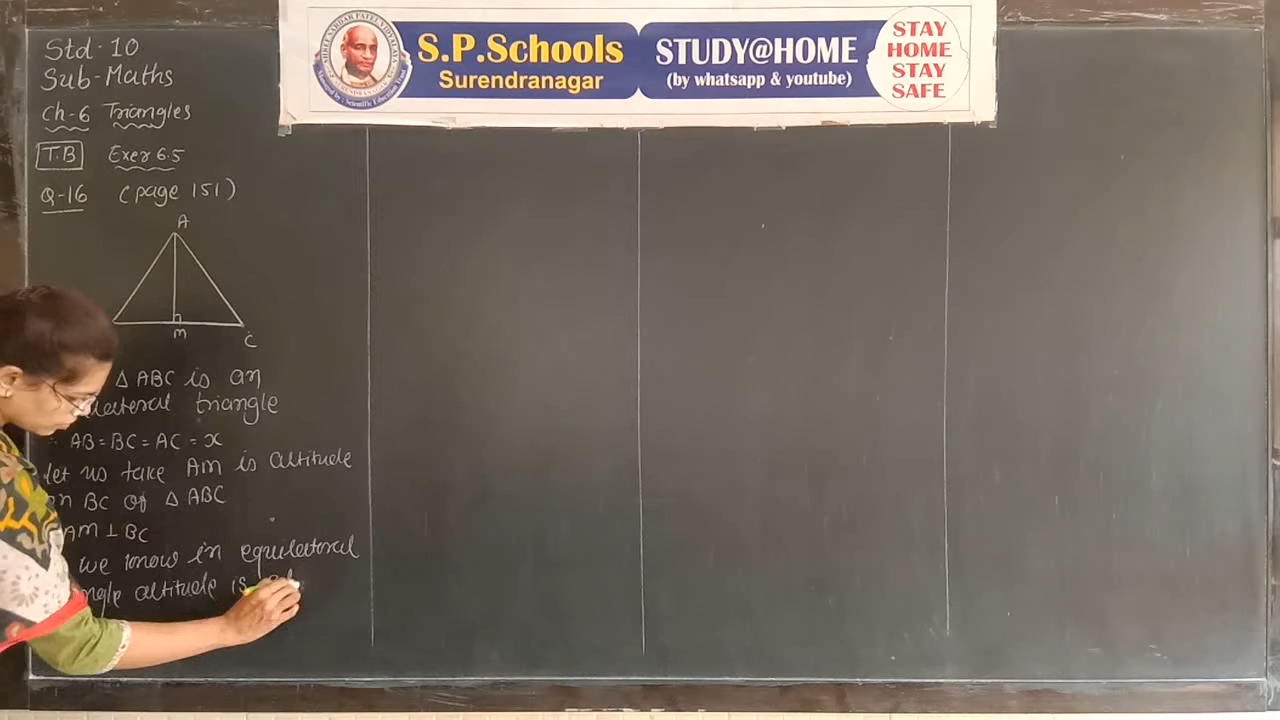 Std-10
Sub-Maths
Ch-6 Triangles
T.B Exer 6.5
Q-16 (page 151)
A
M
C
△ ABC is an
triangle
AB = BC = AC = x
let us take AM is altitude
BC of △ ABC
AM ⊥ BC
we know in equilateral
altitude is
S.P.Schools
Surendranagar
STUDY@HOME
(by whatsapp & youtube)
STAY
HOME
STAY
SAFE